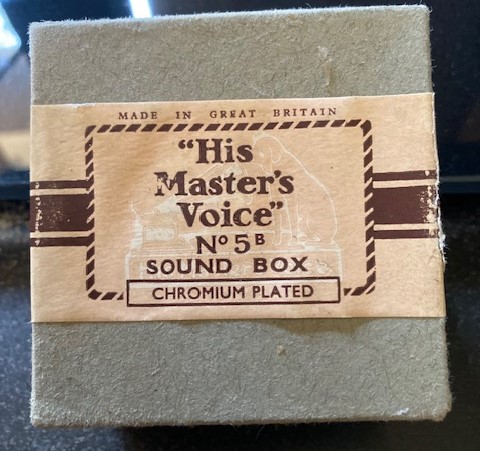 MADE IN GREAT BRITAIN
"His
Master's
Voice"
Nº 5B
SOUND BOX
CHROMIUM PLATED